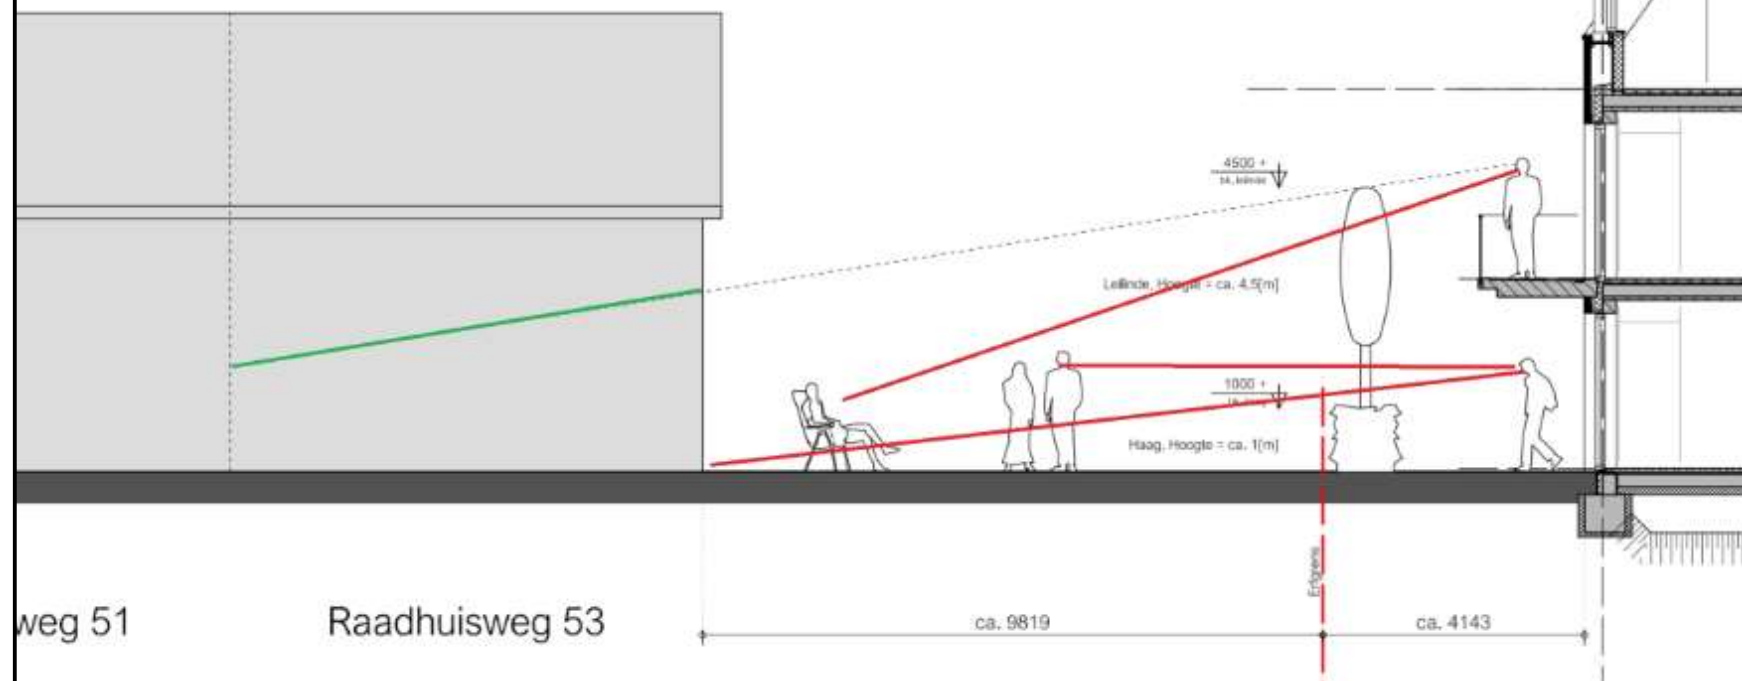 4500 +
Leilinde, Hoogte = ca. 4,5[m]
1000 +
Haag, Hoogte = ca. 1[m]
Erfgrens
weg 51
Raadhuisweg 53
ca. 9819
ca. 4143